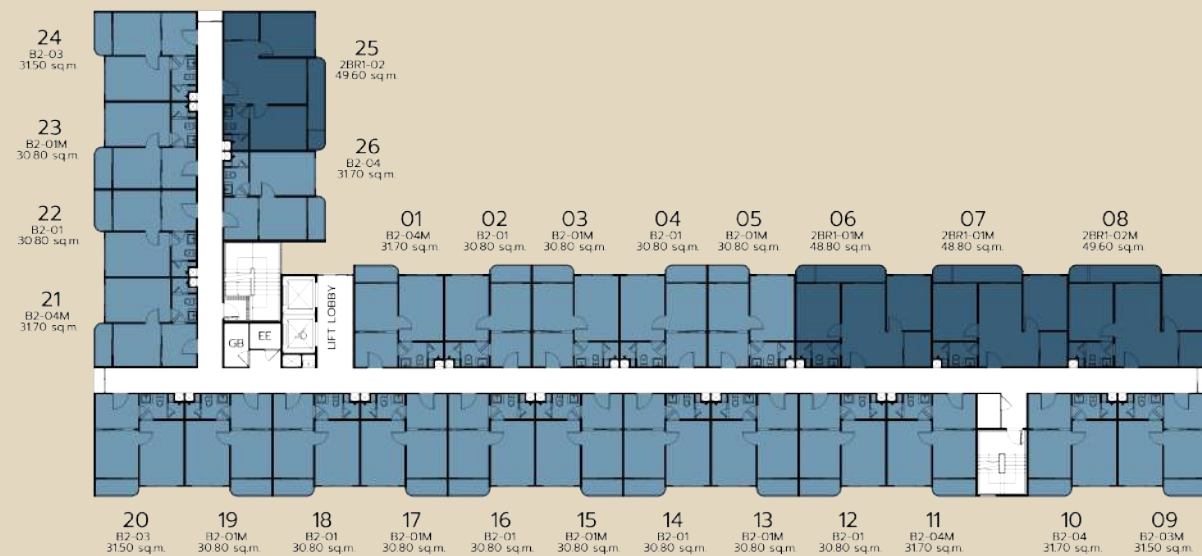 24
B2-03
31.50 sq.m.
25
2BR1-02
49.60 sq.m.
23
B2-01M
30.80 sq.m.
26
B2-04
31.70 sq.m.
22
B2-01
30.80 sq.m.
21
B2-04M
31.70 sq.m.
01
B2-04M
31.70 sq.m.
02
B2-01
30.80 sq.m.
03
B2-01M
30.80 sq.m.
04
B2-01
30.80 sq.m.
05
B2-01M
30.80 sq.m.
06
2BR1-01M
48.80 sq.m.
07
2BR1-01M
48.80 sq.m.
08
2BR1-02M
49.60 sq.m.
GB
EE
LIFT LOBBY
20
B2-03
31.50 sq.m.
19
B2-01M
30.80 sq.m.
18
B2-01
30.80 sq.m.
17
B2-01M
30.80 sq.m.
16
B2-01
30.80 sq.m.
15
B2-01M
30.80 sq.m.
14
B2-01
30.80 sq.m.
13
B2-01M
30.80 sq.m.
12
B2-01
30.80 sq.m.
11
B2-04M
31.70 sq.m.
10
B2-04
31.70 sq.m.
09
B2-03M
31.50 sq.m.